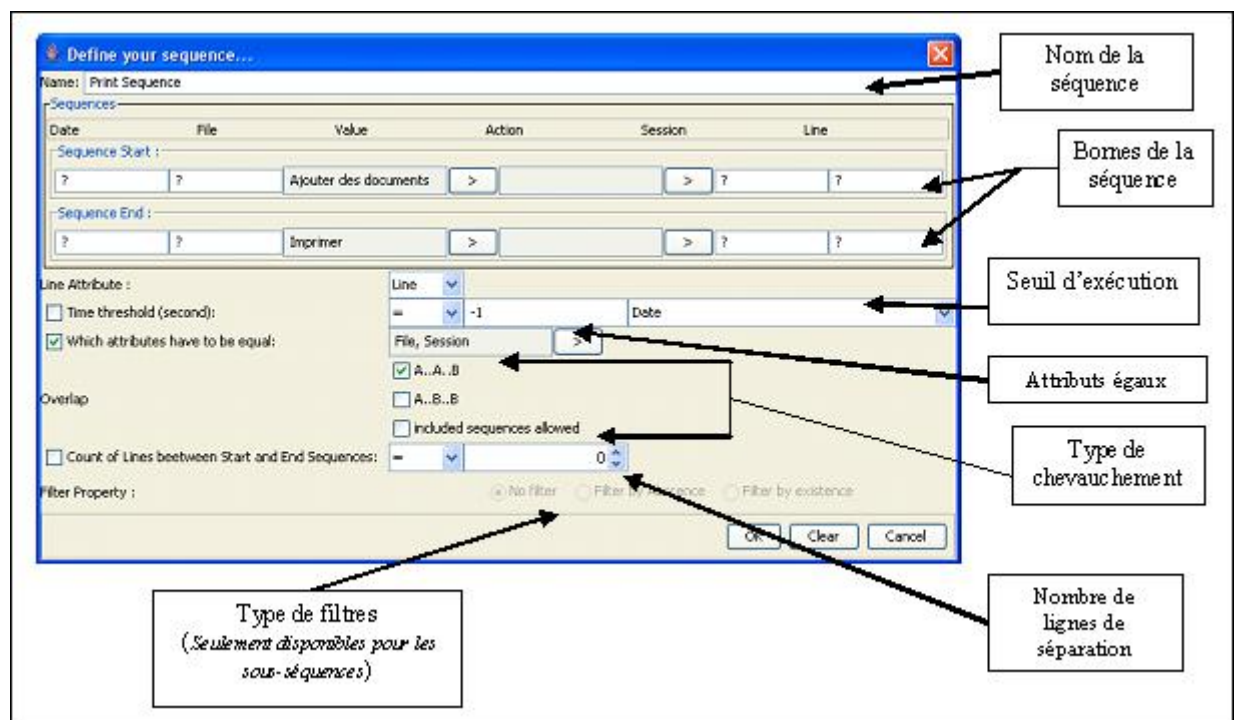 Define your sequence...
Name: Print Sequence
Sequences
Date File Value Action Session Line
Sequence Start :
? ? Ajouter des documents > > ? ?
Sequence End :
? ? Imprimer > > ? ?
Line Attribute : Line
Time threshold (second): = -1 Date
Which attributes have to be equal: File, Session >
A..A..B
Overlap A..B..B
included sequences allowed
Count of Lines beetween Start and End Sequences: = 0
Filter Property : No filter Filter by Filter by existence
OK Clear Cancel
Nom de la
séquence
Bornes de la
séquence
Seuil d'exécution
Attributs égaux
Type de
chevauchement
Nombre de
lignes de
séparation
Type de filtres
(Seulement disponibles pour les
sous-séquences)